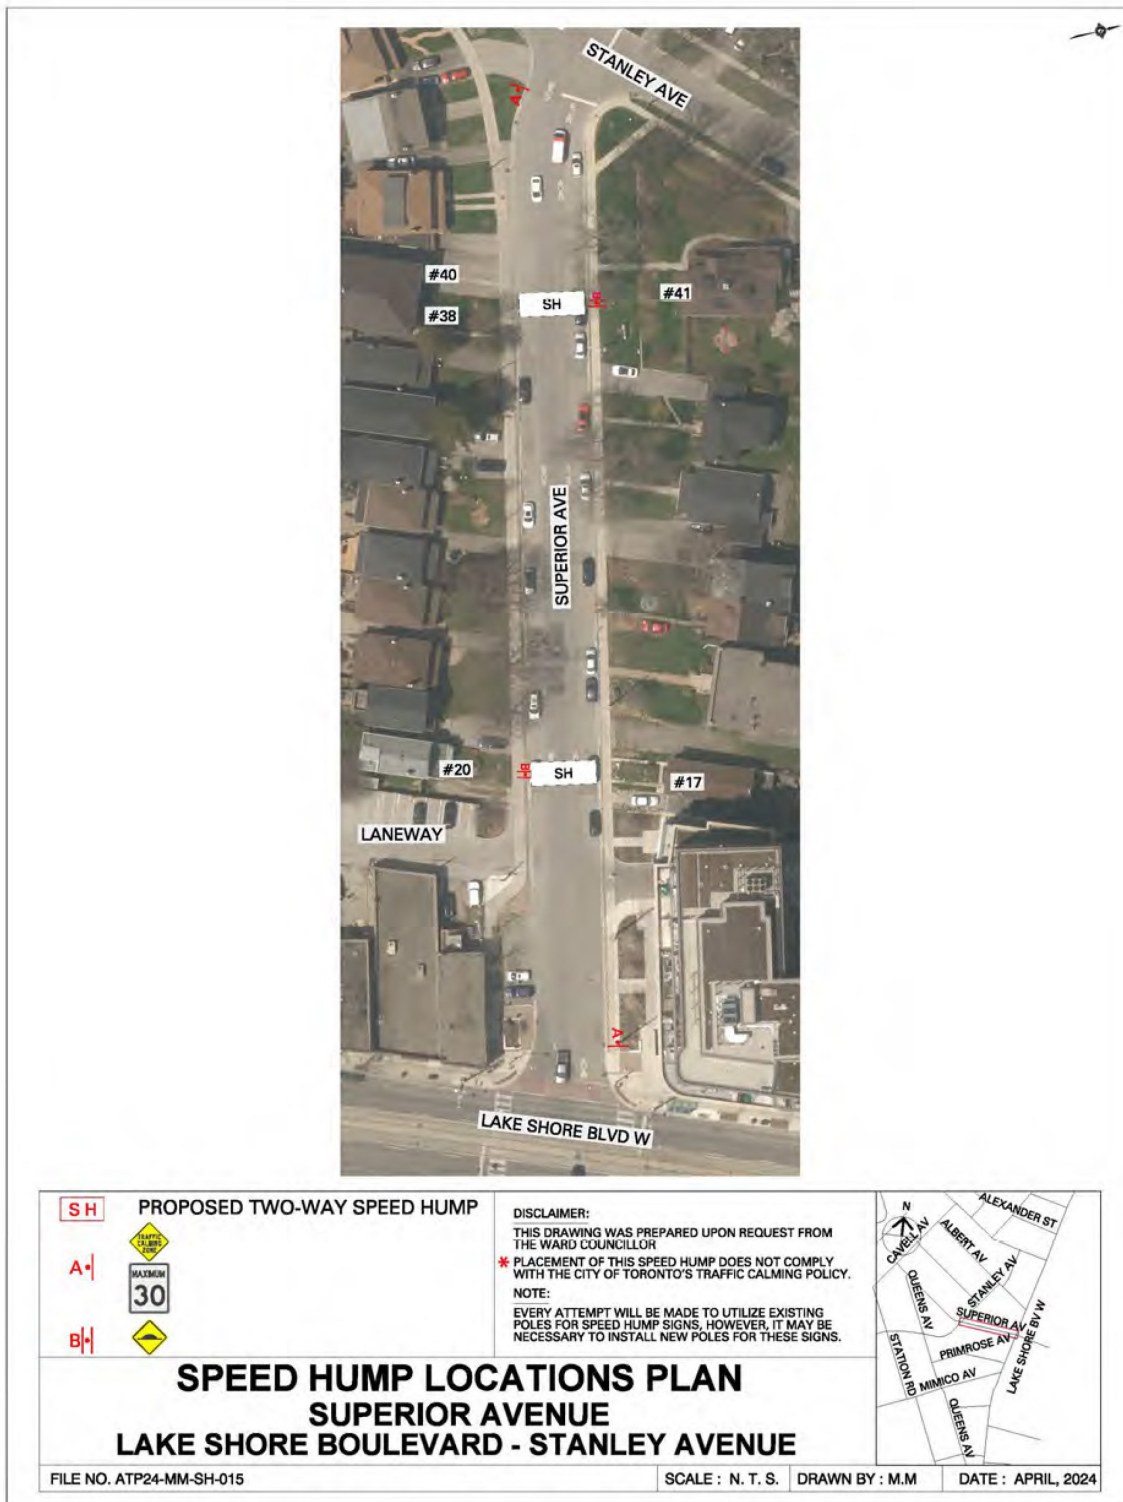 STANLEY AVE
A
#40
#38
SH
B
#41
SUPERIOR AVE
#20
B
SH
#17
LANEWAY
A
LAKE SHORE BLVD W
SH PROPOSED TWO-WAY SPEED HUMP
A
TRAFFIC
CALMING
ZONE
MAXIMUM
30
B
DISCLAIMER:
THIS DRAWING WAS PREPARED UPON REQUEST FROM
THE WARD COUNCILLOR
* PLACEMENT OF THIS SPEED HUMP DOES NOT COMPLY
WITH THE CITY OF TORONTO'S TRAFFIC CALMING POLICY.
NOTE:
EVERY ATTEMPT WILL BE MADE TO UTILIZE EXISTING
POLES FOR SPEED HUMP SIGNS, HOWEVER, IT MAY BE
NECESSARY TO INSTALL NEW POLES FOR THESE SIGNS.
N
ALEXANDER ST
CAVELL AV
ALBERT AV
STANLEY AV
QUEENS AV
SUPERIOR AV
LAKE SHORE BV W
PRIMROSE AV
STATION RD
MIMICO AV
QUEENS AV
SPEED HUMP LOCATIONS PLAN
SUPERIOR AVENUE
LAKE SHORE BOULEVARD - STANLEY AVENUE
FILE NO. ATP24-MM-SH-015
SCALE : N. T. S.
DRAWN BY : M.M
DATE : APRIL, 2024